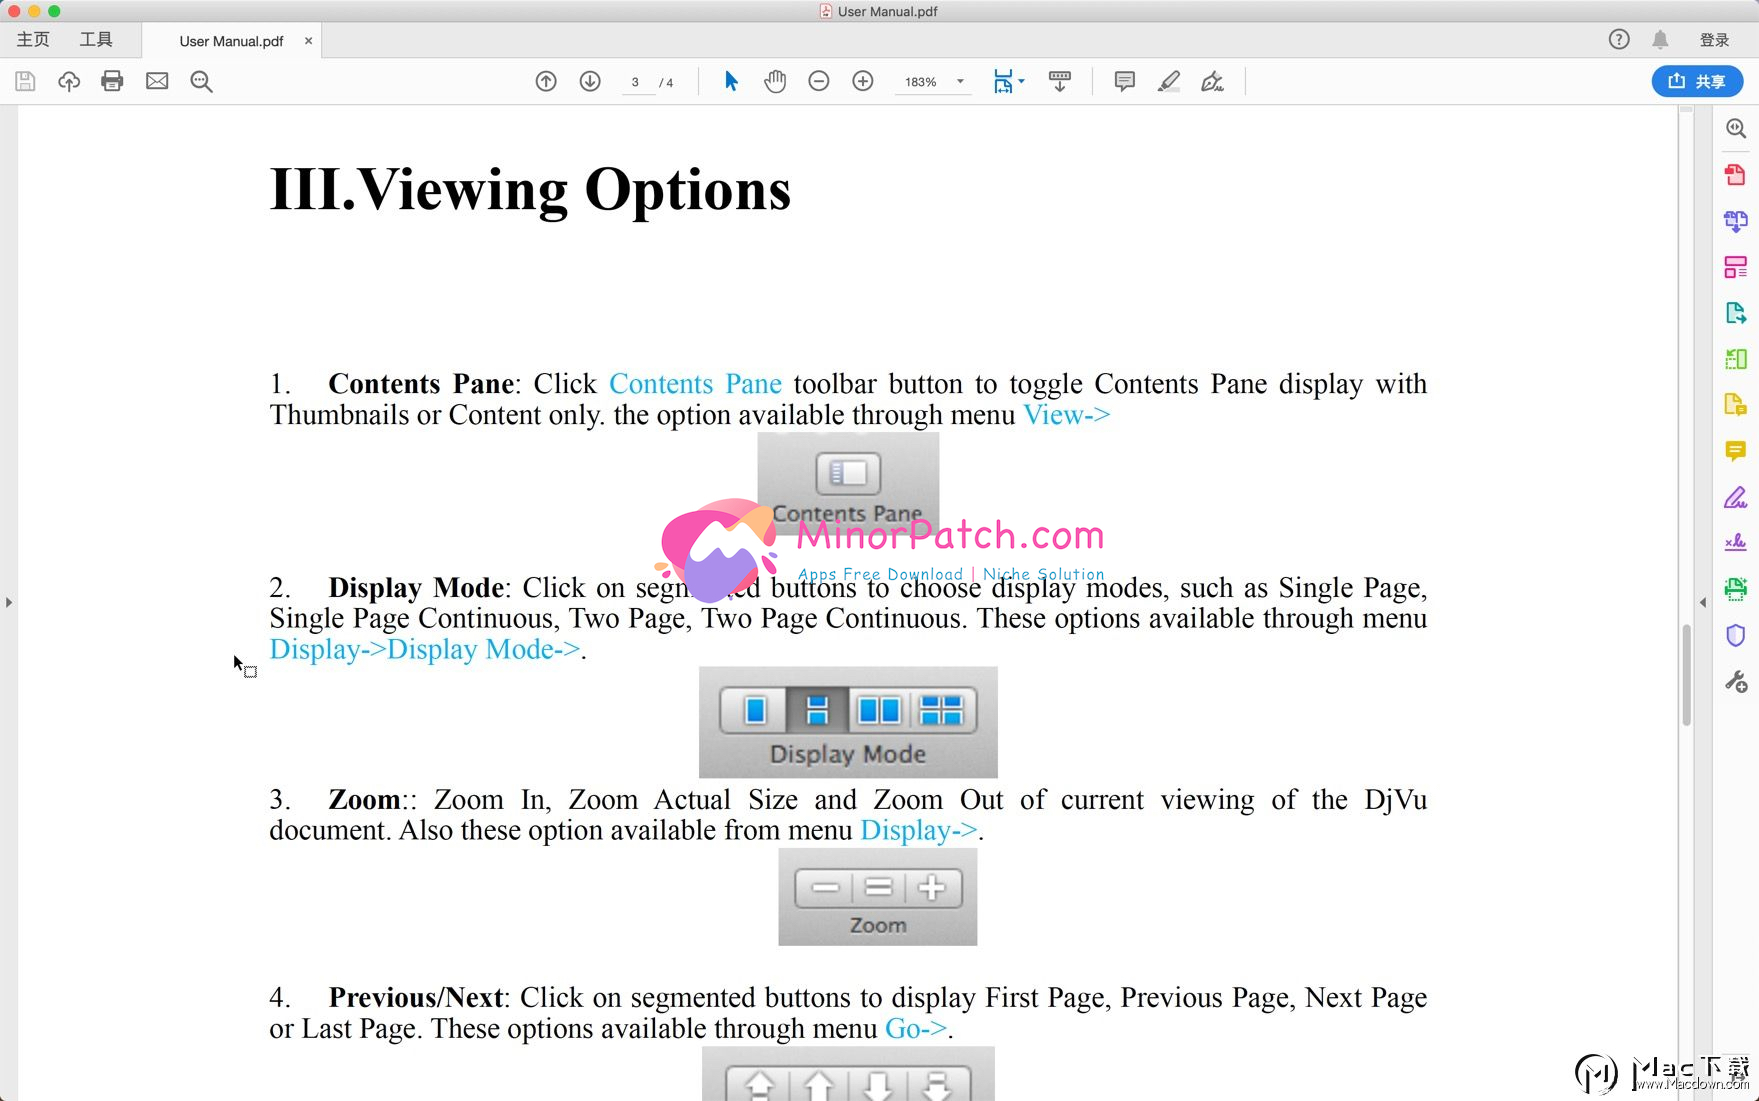 User Manual.pdf
主页 工具 User Manual.pdf × 登录
3 / 4 183% 共享
III.Viewing Options
1. Contents Pane: Click Contents Pane toolbar button to toggle Contents Pane display with
Thumbnails or Content only. the option available through menu View->
Contents Pane
MinorPatch.com
Apps Free Download | Niche Solution
2. Display Mode: Click on segmented buttons to choose display modes, such as Single Page,
Single Page Continuous, Two Page, Two Page Continuous. These options available through menu
Display->Display Mode->.
Display Mode
3. Zoom:: Zoom In, Zoom Actual Size and Zoom Out of current viewing of the DjVu
document. Also these option available from menu Display->.
Zoom
4. Previous/Next: Click on segmented buttons to display First Page, Previous Page, Next Page
or Last Page. These options available through menu Go->.
Mac下载
www.Macdown.com